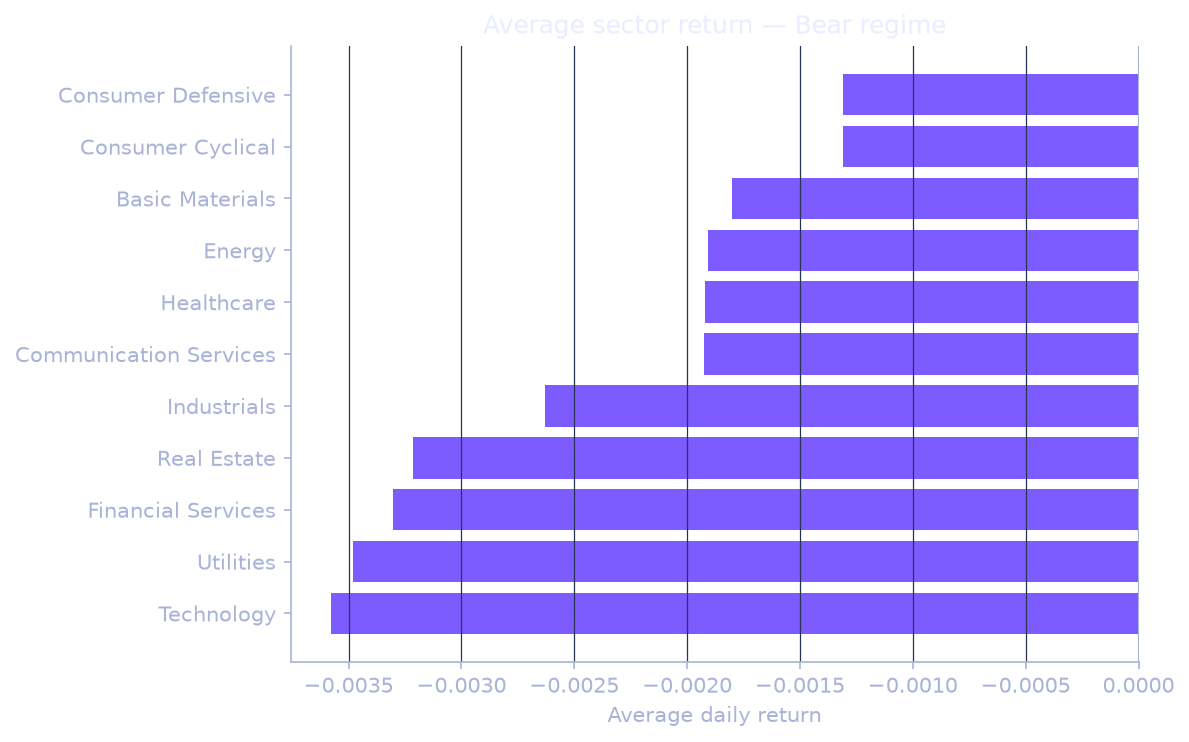 Average sector return — Bear regime
Consumer Defensive
Consumer Cyclical
Basic Materials
Energy
Healthcare
Communication Services
Industrials
Real Estate
Financial Services
Utilities
Technology
−0.0035 −0.0030 −0.0025 −0.0020 −0.0015 −0.0010 −0.0005 0.0000
Average daily return